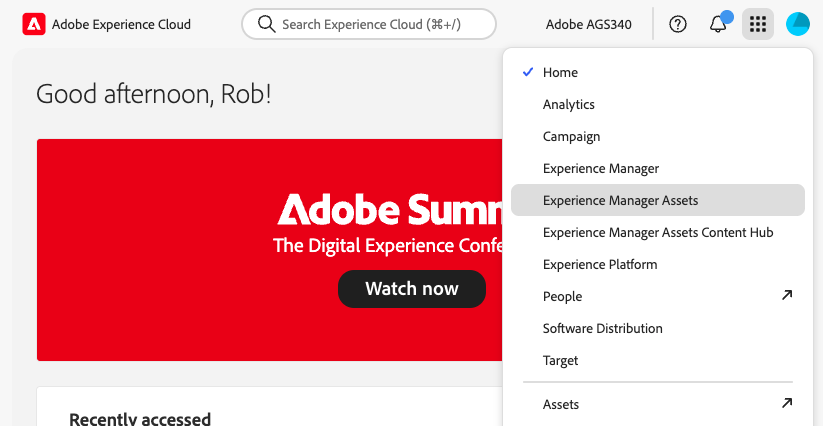 Adobe Experience Cloud
Search Experience Cloud (⌘+/)
Adobe AGS340
Good afternoon, Rob!
Adobe Summ
The Digital Experience Confe
Watch now
Recently accessed
Home
Analytics
Campaign
Experience Manager
Experience Manager Assets
Experience Manager Assets Content Hub
Experience Platform
People
Software Distribution
Target
Assets